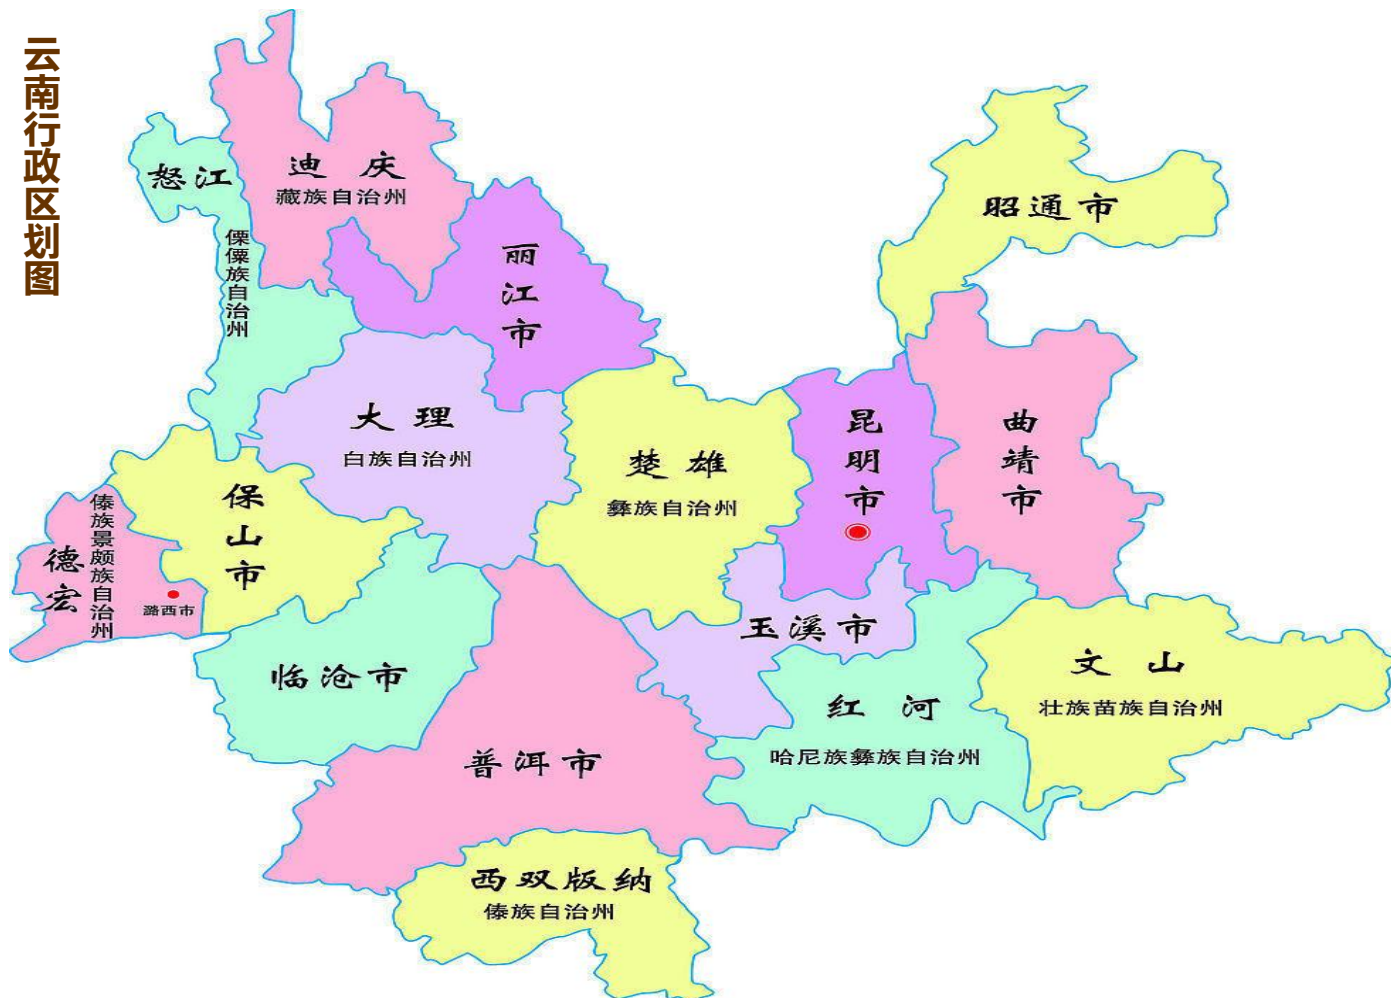 云南行政区划图
迪庆
藏族自治州
怒江
傈僳族自治州
丽江市
昭通市
大理
白族自治州
楚雄
彝族自治州
昆明市
曲靖市
保山市
德宏
傣族景颇族自治州
潞西市
临沧市
玉溪市
普洱市
红河
哈尼族彝族自治州
文山
壮族苗族自治州
西双版纳
傣族自治州